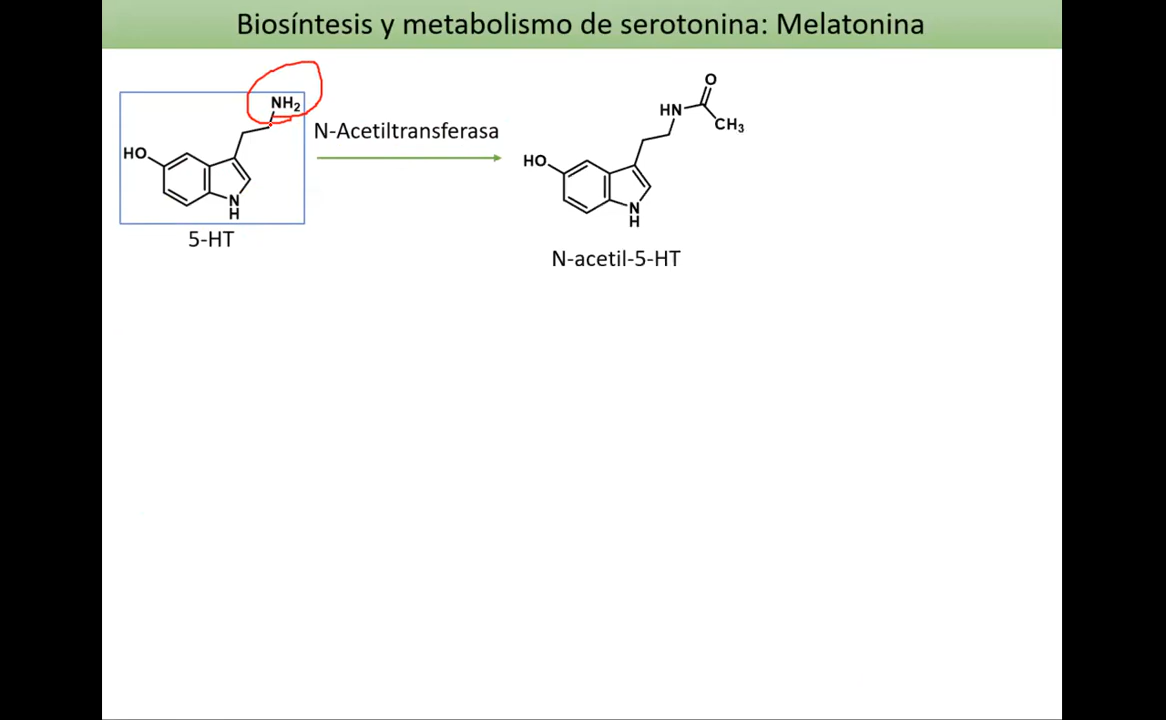 Biosíntesis y metabolismo de serotonina: Melatonina
NH2
HO
N
H
5-HT
N-Acetiltransferasa
O
HN
CH3
HO
N
H
N-acetil-5-HT